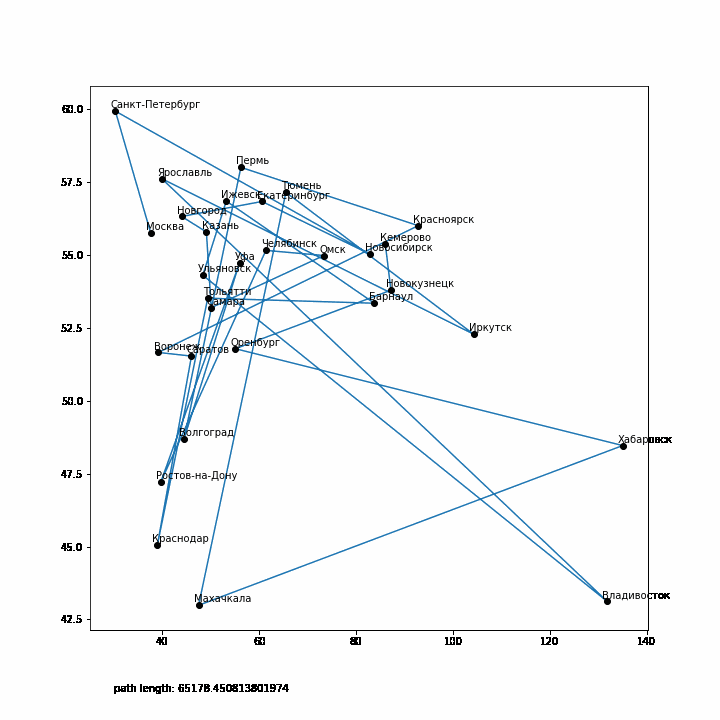 60.0
Санкт-Петербург
Пермь
57.5
Ярославль
Тюмень
Ижевск
Екатеринбург
Новгород
Красноярск
Москва
Казань
Кемерово
55.0
Челябинск
Омск
Новосибирск
Уфа
Ульяновск
Новокузнецк
Тольятти
Барнаул
Самара
52.5
Иркутск
Воронеж
Саратов
Оренбург
50.0
Волгоград
Хабаровск
47.5
Ростов-на-Дону
45.0
Краснодар
Махачкала
Владивосток
42.5
40 60 80 100 120 140
path length: